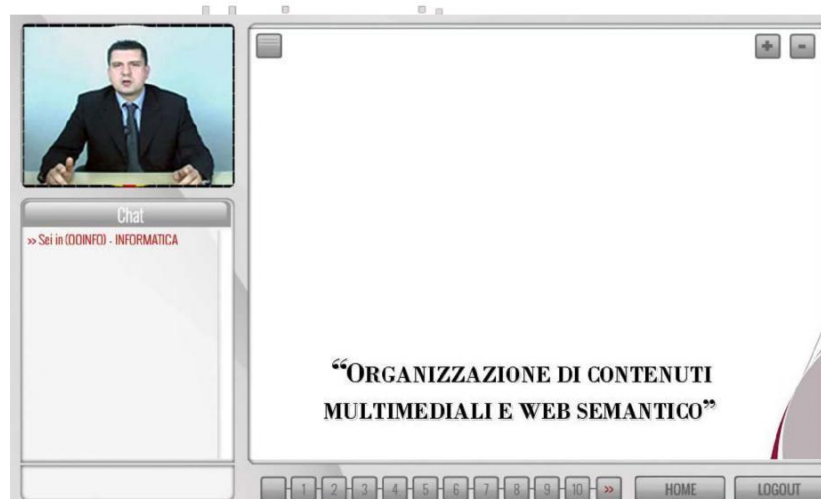 Chat
>> Sei in (00INFO) - INFORMATICA
“ORGANIZZAZIONE DI CONTENUTI
MULTIMEDIALI E WEB SEMANTICO”
1 2 3 4 5 6 7 8 9 10 >> HOME LOGOUT